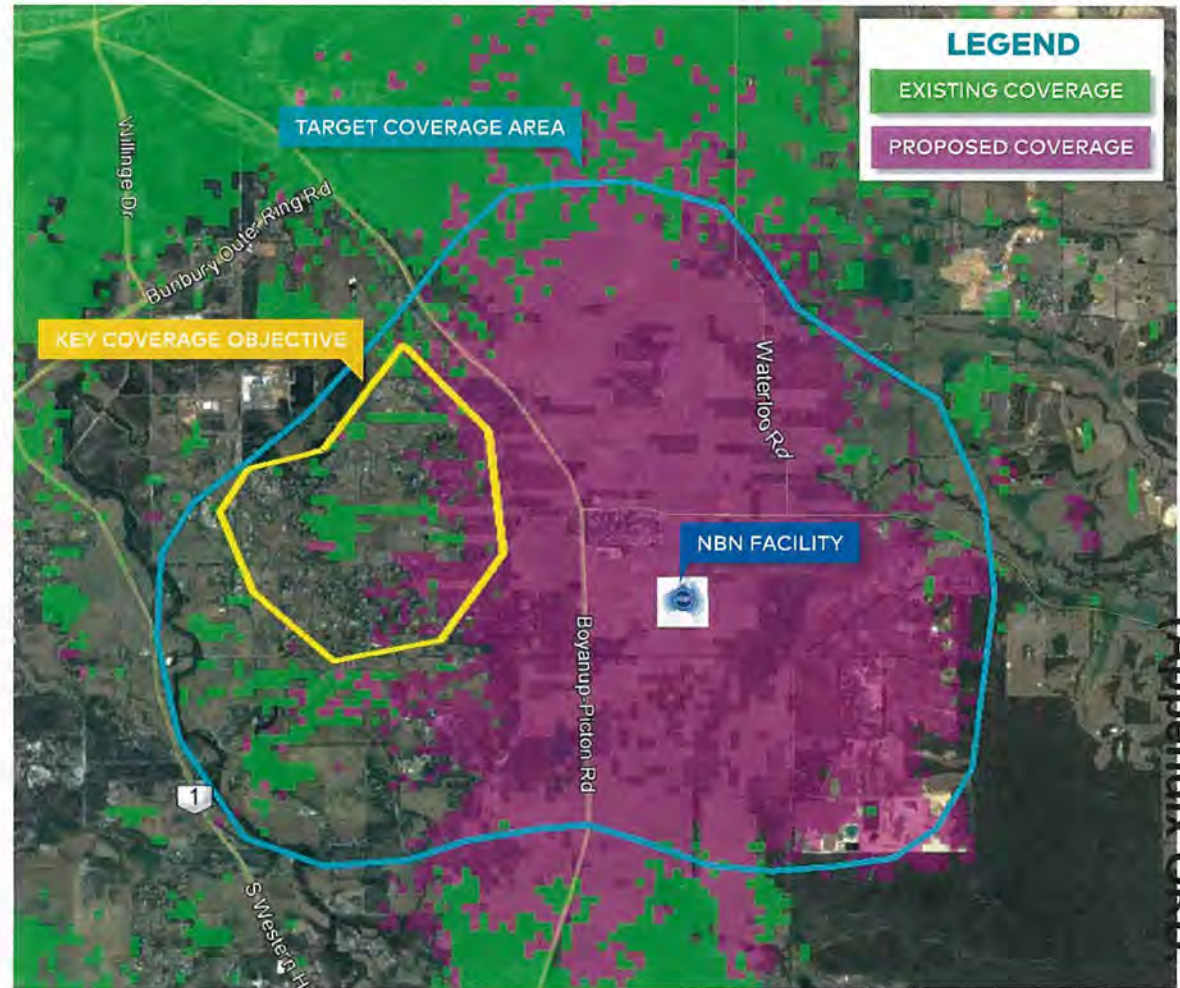 LEGEND
EXISTING COVERAGE
PROPOSED COVERAGE
TARGET COVERAGE AREA
Willinge Dr
Bunbury Outer Ring Rd
KEY COVERAGE OBJECTIVE
Waterloo Rd
NBN FACILITY
Boyanup-Picton Rd
1
S Western H